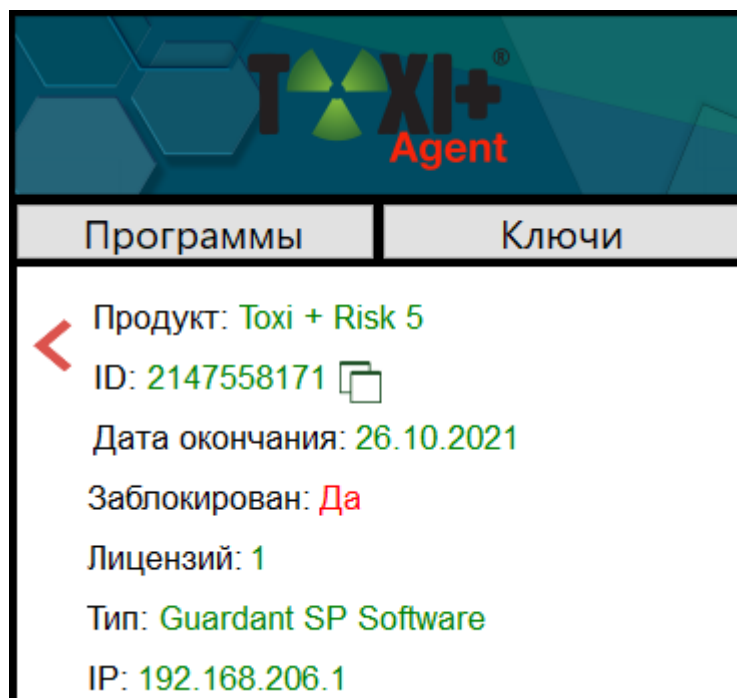 TOXI+®
Agent
Программы Ключи
Продукт: Toxi + Risk 5
ID: 2147558171
Дата окончания: 26.10.2021
Заблокирован: Да
Лицензий: 1
Тип: Guardant SP Software
IP: 192.168.206.1